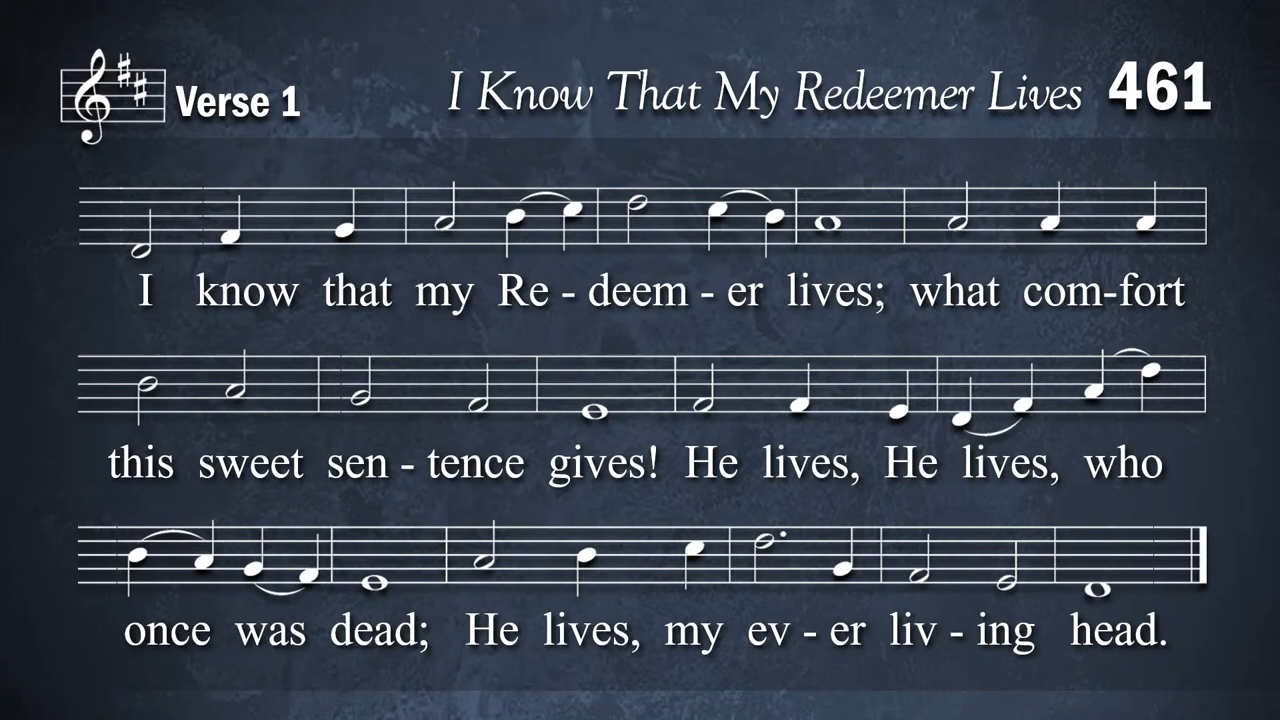 Verse 1 I Know That My Redeemer Lives 461
I know that my Re - deem - er lives; what com-fort
this sweet sen - tence gives! He lives, He lives, who
once was dead; He lives, my ev - er liv - ing head.